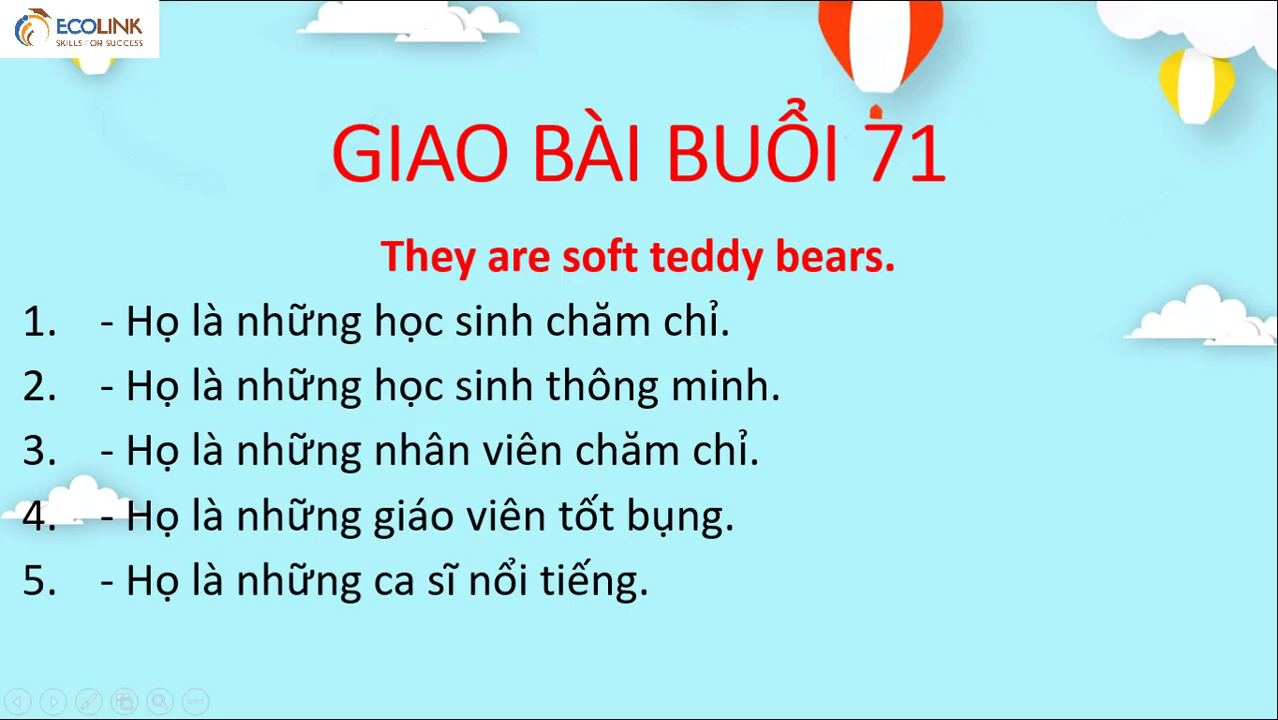 ECOLINK
SKILLS FOR SUCCESS
GIAO BÀI BUỔI 71
They are soft teddy bears.
1. - Họ là những học sinh chăm chỉ.
2. - Họ là những học sinh thông minh.
3. - Họ là những nhân viên chăm chỉ.
4. - Họ là những giáo viên tốt bụng.
5. - Họ là những ca sĩ nổi tiếng.